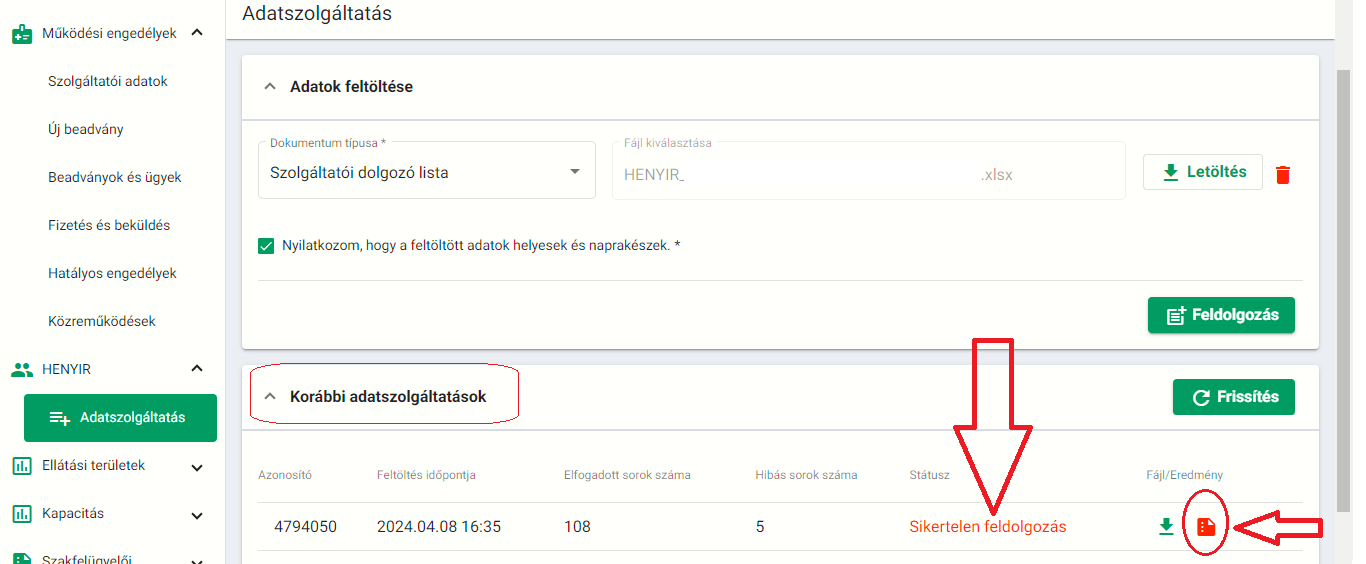 Adatszolgáltatás
Működési engedélyek
Szolgáltatói adatok
Új beadvány
Beadványok és ügyek
Fizetés és beküldés
Hatályos engedélyek
Közreműködések
HENYIR
Adatszolgáltatás
Ellátási területek
Kapacitás
Szakfelügyelői
Adatok feltöltése
Dokumentum típusa *
Szolgáltatói dolgozó lista
Fájl kiválasztása
HENYIR_ .xlsx
Letöltés
Nyilatkozom, hogy a feltöltött adatok helyesek és naprakészek. *
Feldolgozás
Korábbi adatszolgáltatások
Frissítés
Azonosító Feltöltés időpontja Elfogadott sorok száma Hibás sorok száma Státusz Fájl/Eredmény
4794050 2024.04.08 16:35 108 5 Sikertelen feldolgozás